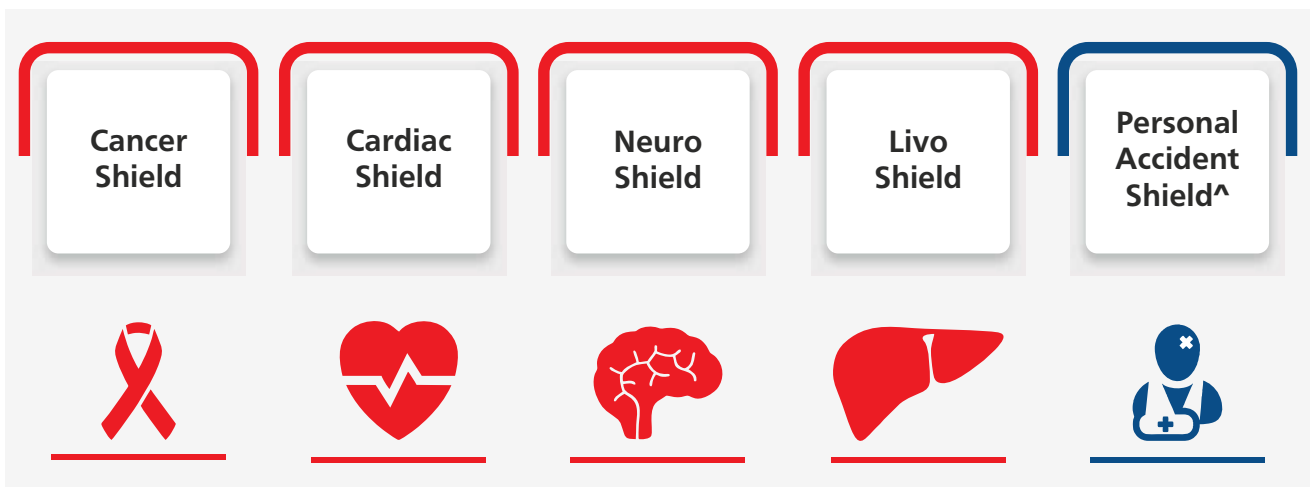 Cancer
Shield
Cardiac
Shield
Neuro
Shield
Livo
Shield
Personal
Accident
Shield^